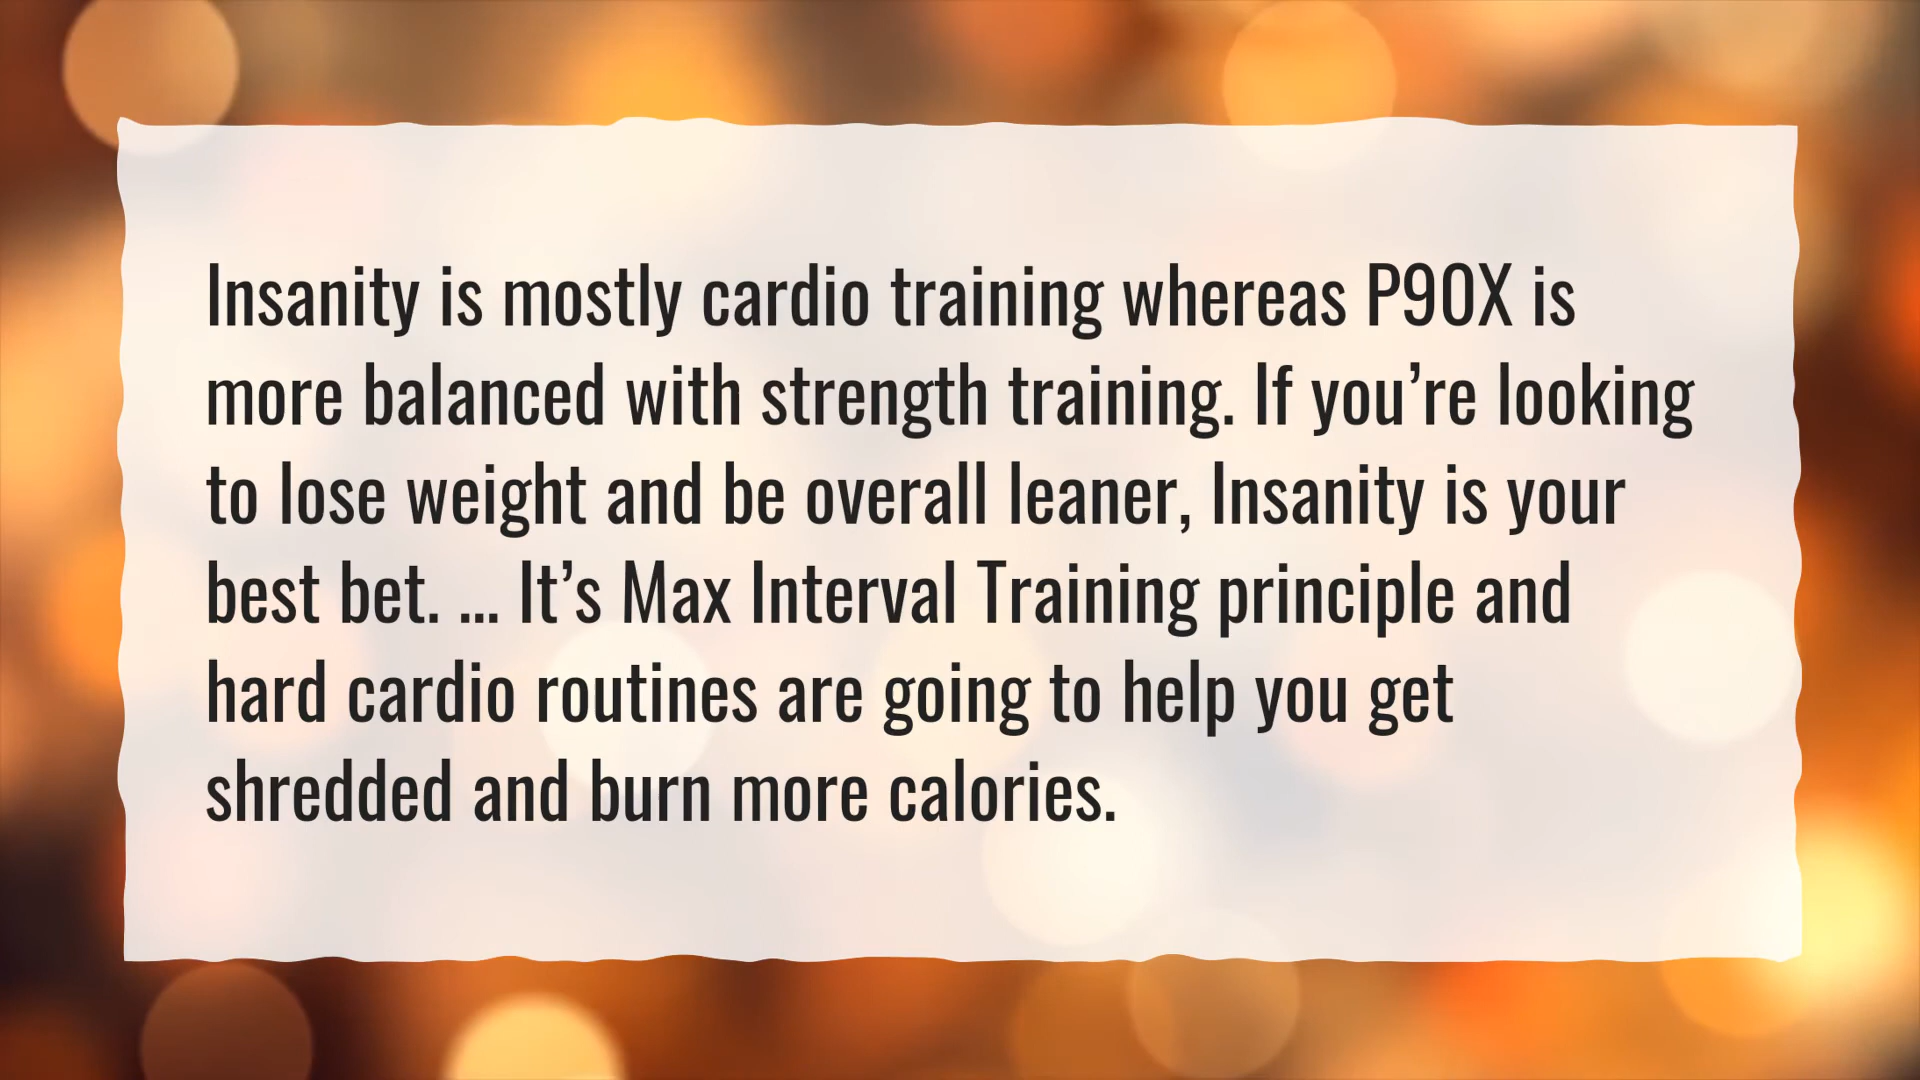 Insanity is mostly cardio training whereas P90X is
more balanced with strength training. If you’re looking
to lose weight and be overall leaner, Insanity is your
best bet. ... It’s Max Interval Training principle and
hard cardio routines are going to help you get
shredded and burn more calories.